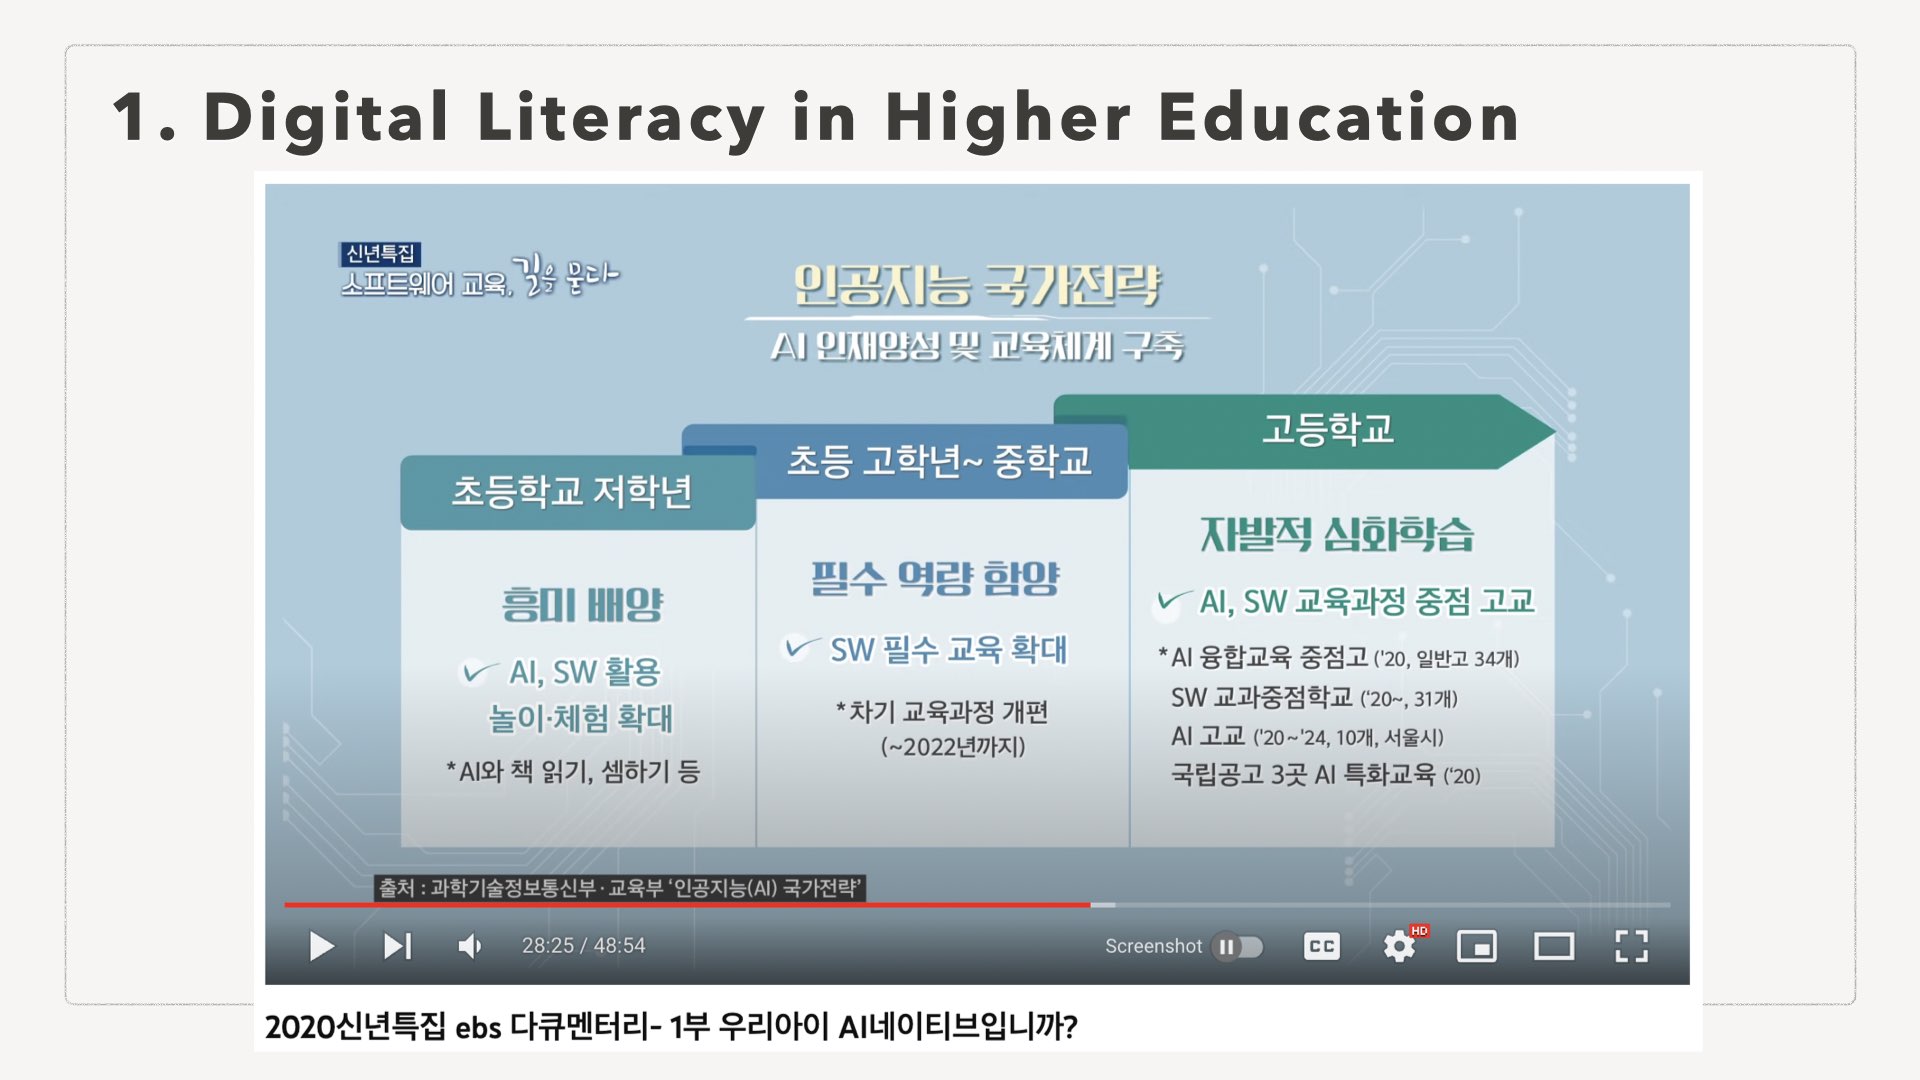 1. Digital Literacy in Higher Education
신년특집
소프트웨어 교육, 길을 묻다
인공지능 국가전략
AI 인재양성 및 교육체계 구축
초등학교 저학년
흥미 배양
AI, SW 활용
놀이·체험 확대
*AI와 책 읽기, 셈하기 등
초등 고학년~ 중학교
필수 역량 함양
SW 필수 교육 확대
*차기 교육과정 개편
(~2022년까지)
고등학교
자발적 심화학습
AI, SW 교육과정 중점 고교
*AI 융합교육 중점고 ('20, 일반고 34개)
SW 교과중점학교 ('20~, 31개)
AI 고교 ('20~'24, 10개, 서울시)
국립공고 3곳 AI 특화교육 ('20)
출처 : 과학기술정보통신부·교육부 '인공지능(AI) 국가전략'
28:25 / 48:54
Screenshot
CC
HD
2020신년특집 ebs 다큐멘터리- 1부 우리아이 AI네이티브입니까?